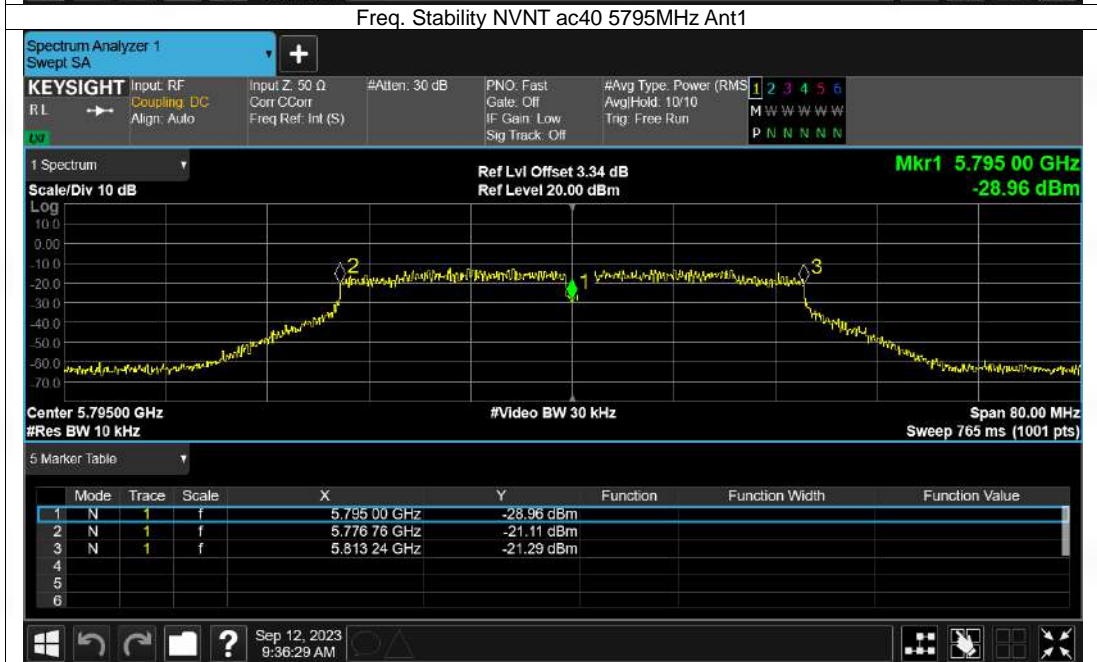 Freq. Stability NVNT ac40 5795MHz Ant1
Spectrum Analyzer 1
Swept SA
+
KEYSIGHT Input: RF Input Z: 50 Ω #Atten: 30 dB PNO: Fast #Avg Type: Power (RMS 1 2 3 4 5 6
RL Coupling: DC Corr CCorr Gate: Off Avg|Hold: 10/10 M W W W W W
Align: Auto Freq Ref: Int (S) IF Gain: Low Trig: Free Run
LXI Sig Track: Off P N N N N N
1 Spectrum Ref Lvl Offset 3.34 dB Mkr1 5.795 00 GHz
Scale/Div 10 dB Ref Level 20.00 dBm -28.96 dBm
Log
10.0
0.00
-10.0
2 3
-20.0
1
-30.0
-40.0
-50.0
-60.0
-70.0
Center 5.79500 GHz #Video BW 30 kHz Span 80.00 MHz
#Res BW 10 kHz Sweep 765 ms (1001 pts)
5 Marker Table
Mode Trace Scale X Y Function Function Width Function Value
1 N 1 f 5.795 00 GHz -28.96 dBm
2 N 1 f 5.776 76 GHz -21.11 dBm
3 N 1 f 5.813 24 GHz -21.29 dBm
4
5
6
? Sep 12, 2023
9:36:29 AM